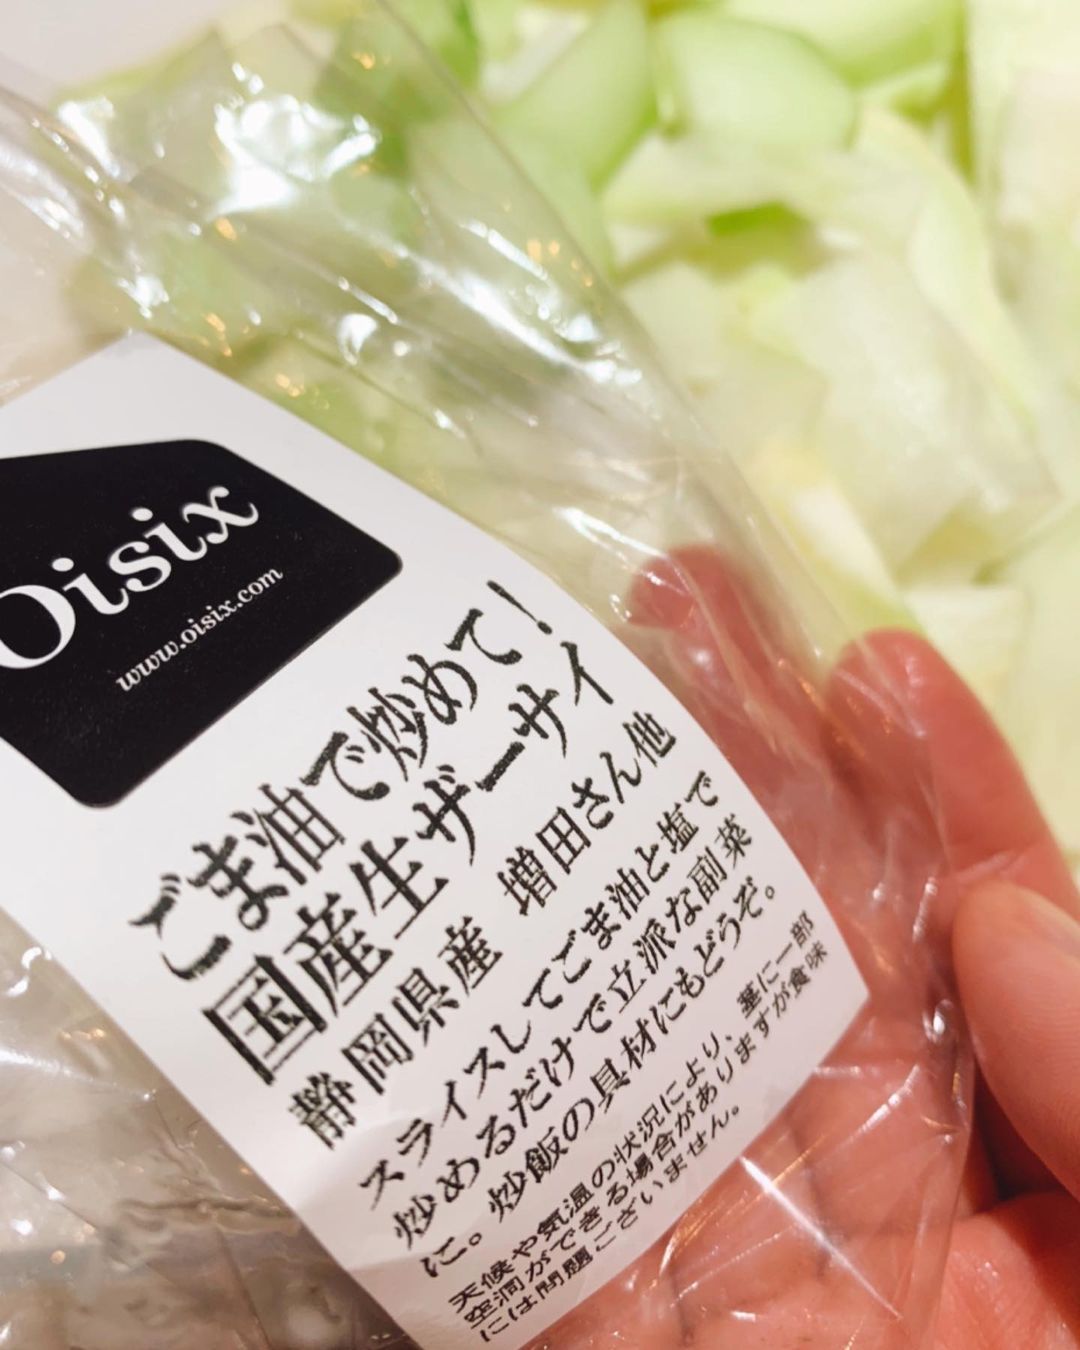 Oisix
www.oisix.com
ごま油で炒めて!
国産生ザーサイ
静岡県産 増田さん他
スライスしてごま油と塩で
炒めるだけで立派な副菜
に。炒飯の具材にもどうぞ。
天候や気温の状況により、茎に一部
空洞ができる場合がありますが食味
には問題ございません。